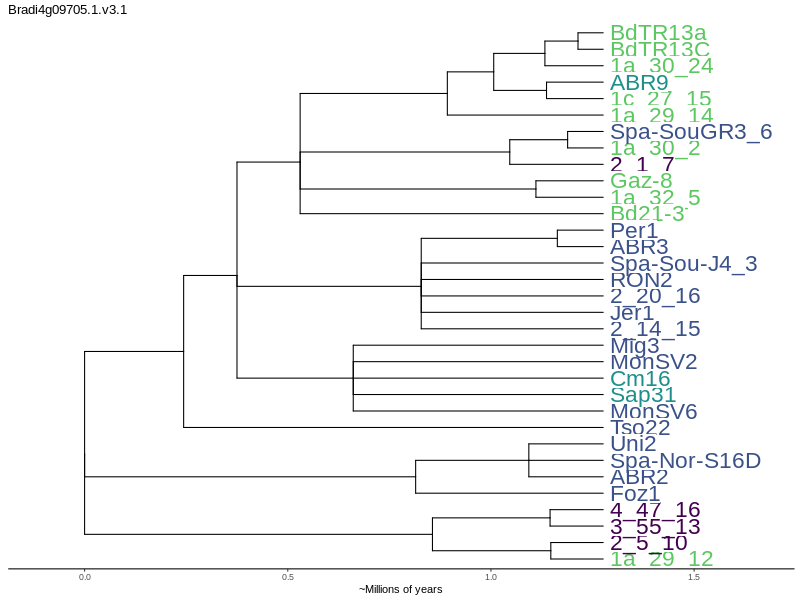 Bradi4g09705.1.v3.1
BdTR13a
BdTR13C
1a_30_24
ABR9
1c_27_15
1a_29_14
Spa-SouGR3_6
1a_30_2
2_1_7
Gaz-8
1a_32_5
Bd21-3
Per1
ABR3
Spa-Sou-J4_3
RON2
2_20_16
Jer1
2_14_15
Mig3
MonSV2
Cm16
Sap31
MonSV6
Tso22
Uni2
Spa-Nor-S16D
ABR2
Foz1
4_47_16
3_55_13
2_5_10
1a_29_12
0.0 0.5 1.0 1.5
~Millions of years